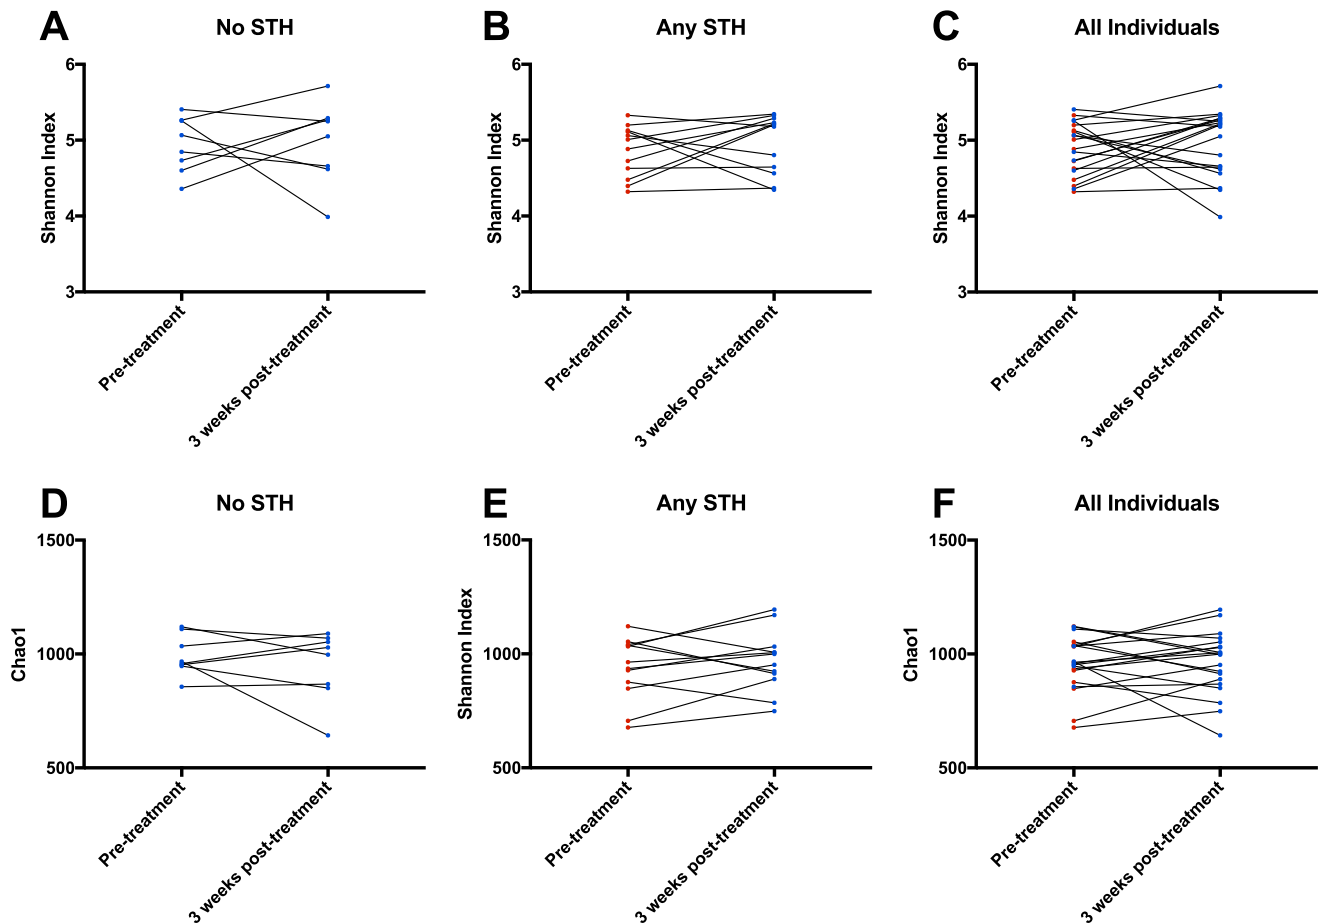 A
No STH
6
5
4
3
Shannon Index
Pre-treatment
3 weeks post-treatment
B
Any STH
6
5
4
3
Shannon Index
Pre-treatment
3 weeks post-treatment
C
All Individuals
6
5
4
3
Shannon Index
Pre-treatment
3 weeks post-treatment
D
No STH
1500
1000
500
Chao1
Pre-treatment
3 weeks post-treatment
E
Any STH
1500
1000
500
Shannon Index
Pre-treatment
3 weeks post-treatment
F
All Individuals
1500
1000
500
Chao1
Pre-treatment
3 weeks post-treatment